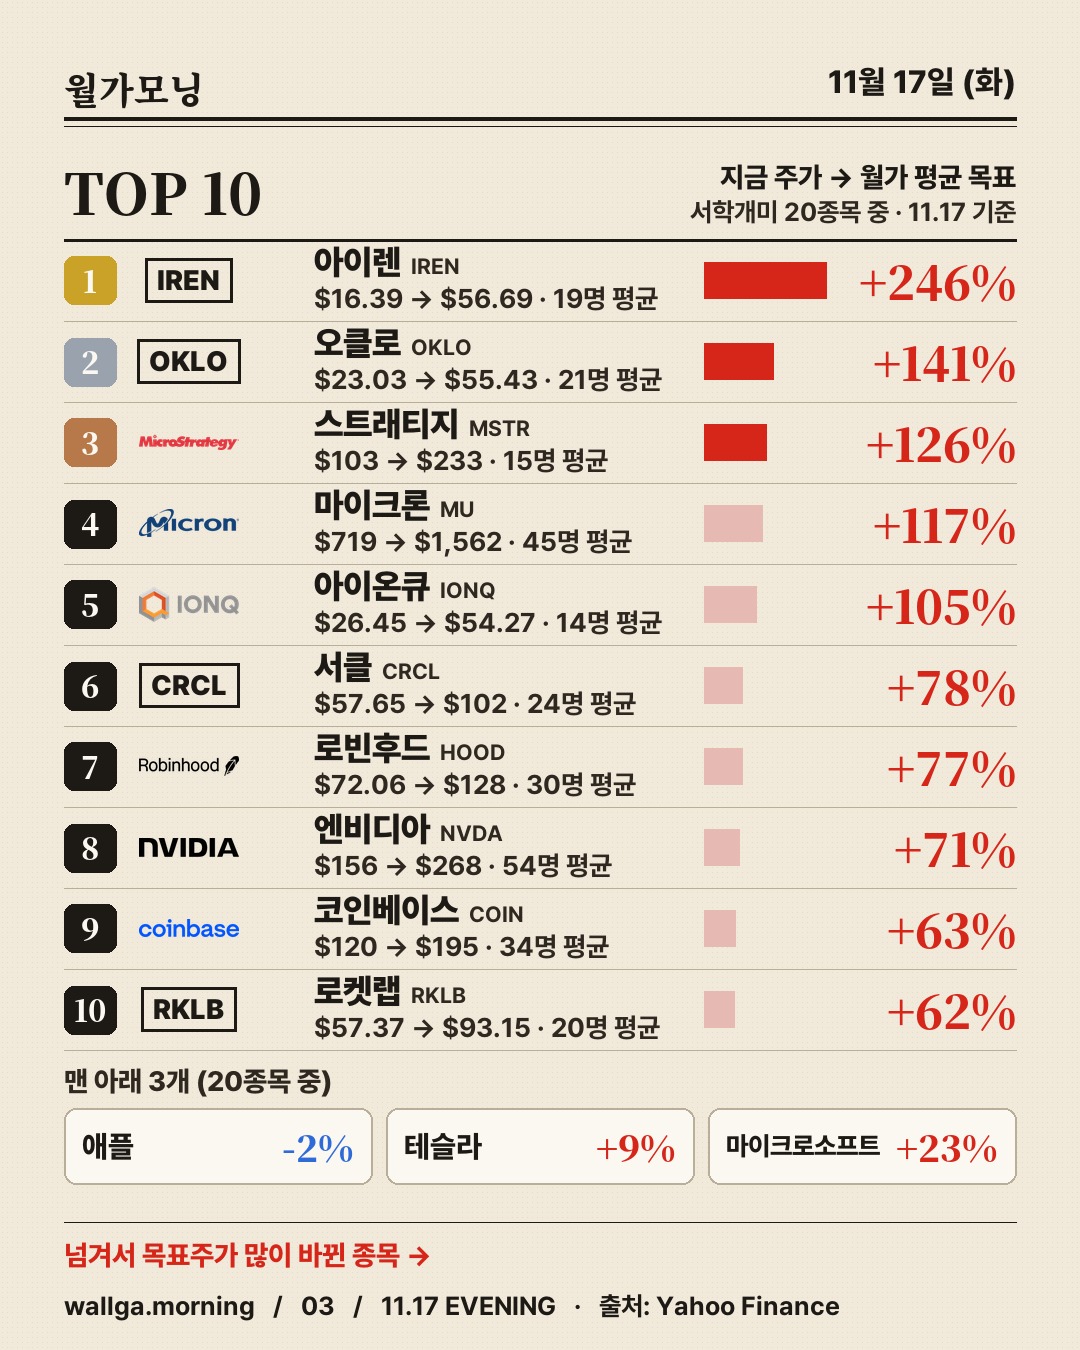 월가모닝
11월 17일 (화)
TOP 10
지금 주가 → 월가 평균 목표
서학개미 20종목 중 · 11.17 기준
1 IREN 아이렌 IREN +246%
$16.39 → $56.69 · 19명 평균
2 OKLO 오클로 OKLO +141%
$23.03 → $55.43 · 21명 평균
3 MicroStrategy 스트래티지 MSTR +126%
$103 → $233 · 15명 평균
4 Micron 마이크론 MU +117%
$719 → $1,562 · 45명 평균
5 IONQ 아이온큐 IONQ +105%
$26.45 → $54.27 · 14명 평균
6 CRCL 서클 CRCL +78%
$57.65 → $102 · 24명 평균
7 Robinhood 로빈후드 HOOD +77%
$72.06 → $128 · 30명 평균
8 NVIDIA 엔비디아 NVDA +71%
$156 → $268 · 54명 평균
9 coinbase 코인베이스 COIN +63%
$120 → $195 · 34명 평균
10 RKLB 로켓랩 RKLB +62%
$57.37 → $93.15 · 20명 평균
맨 아래 3개 (20종목 중)
애플 -2% 테슬라 +9% 마이크로소프트 +23%
넘겨서 목표주가 많이 바뀐 종목 →
wallga.morning / 03 / 11.17 EVENING · 출처: Yahoo Finance